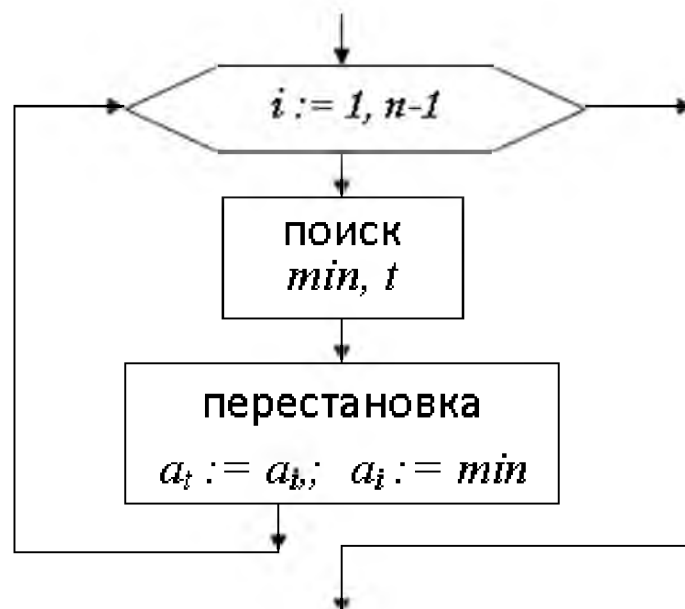 i := 1, n-1
поиск
min, t
перестановка
a_t := a_i,; a_i := min